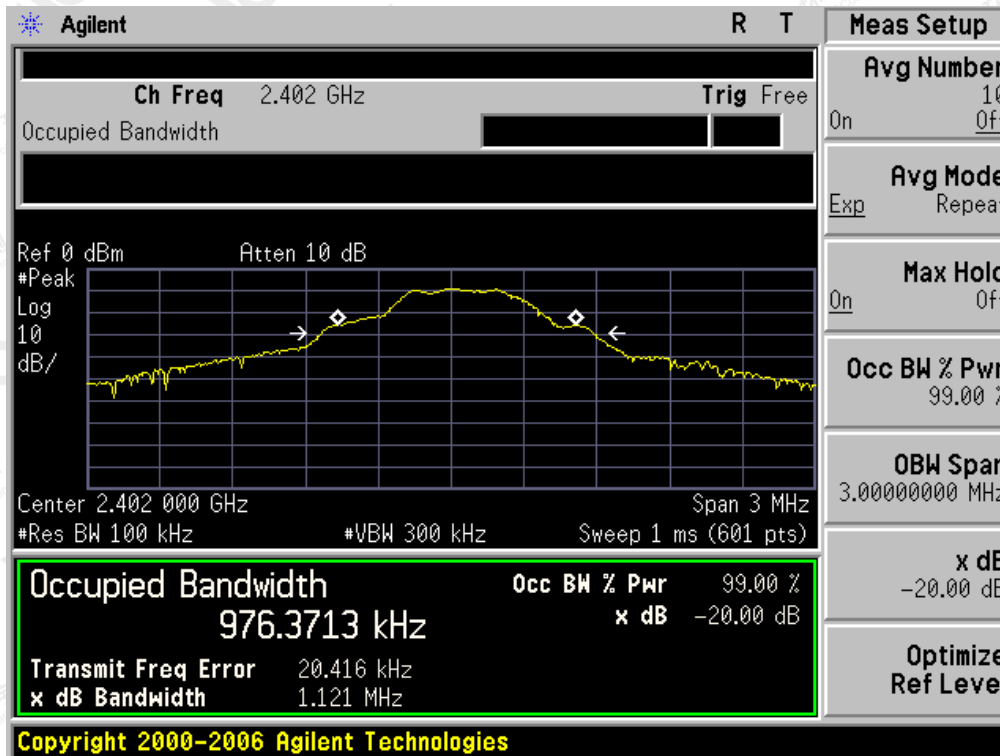 Agilent R T Meas Setup
Ch Freq 2.402 GHz Trig Free
Occupied Bandwidth
Avg Number
10
On Off
Avg Mode
Exp Repeat
Max Hold
On Off
Occ BW % Pwr
99.00 %
OBW Span
3.00000000 MHz
x dB
-20.00 dB
Optimize
Ref Level
Ref 0 dBm Atten 10 dB
#Peak
Log
10
dB/
Center 2.402 000 GHz Span 3 MHz
#Res BW 100 kHz #VBW 300 kHz Sweep 1 ms (601 pts)
Occupied Bandwidth Occ BW % Pwr 99.00 %
976.3713 kHz x dB -20.00 dB
Transmit Freq Error 20.416 kHz
x dB Bandwidth 1.121 MHz
Copyright 2000-2006 Agilent Technologies